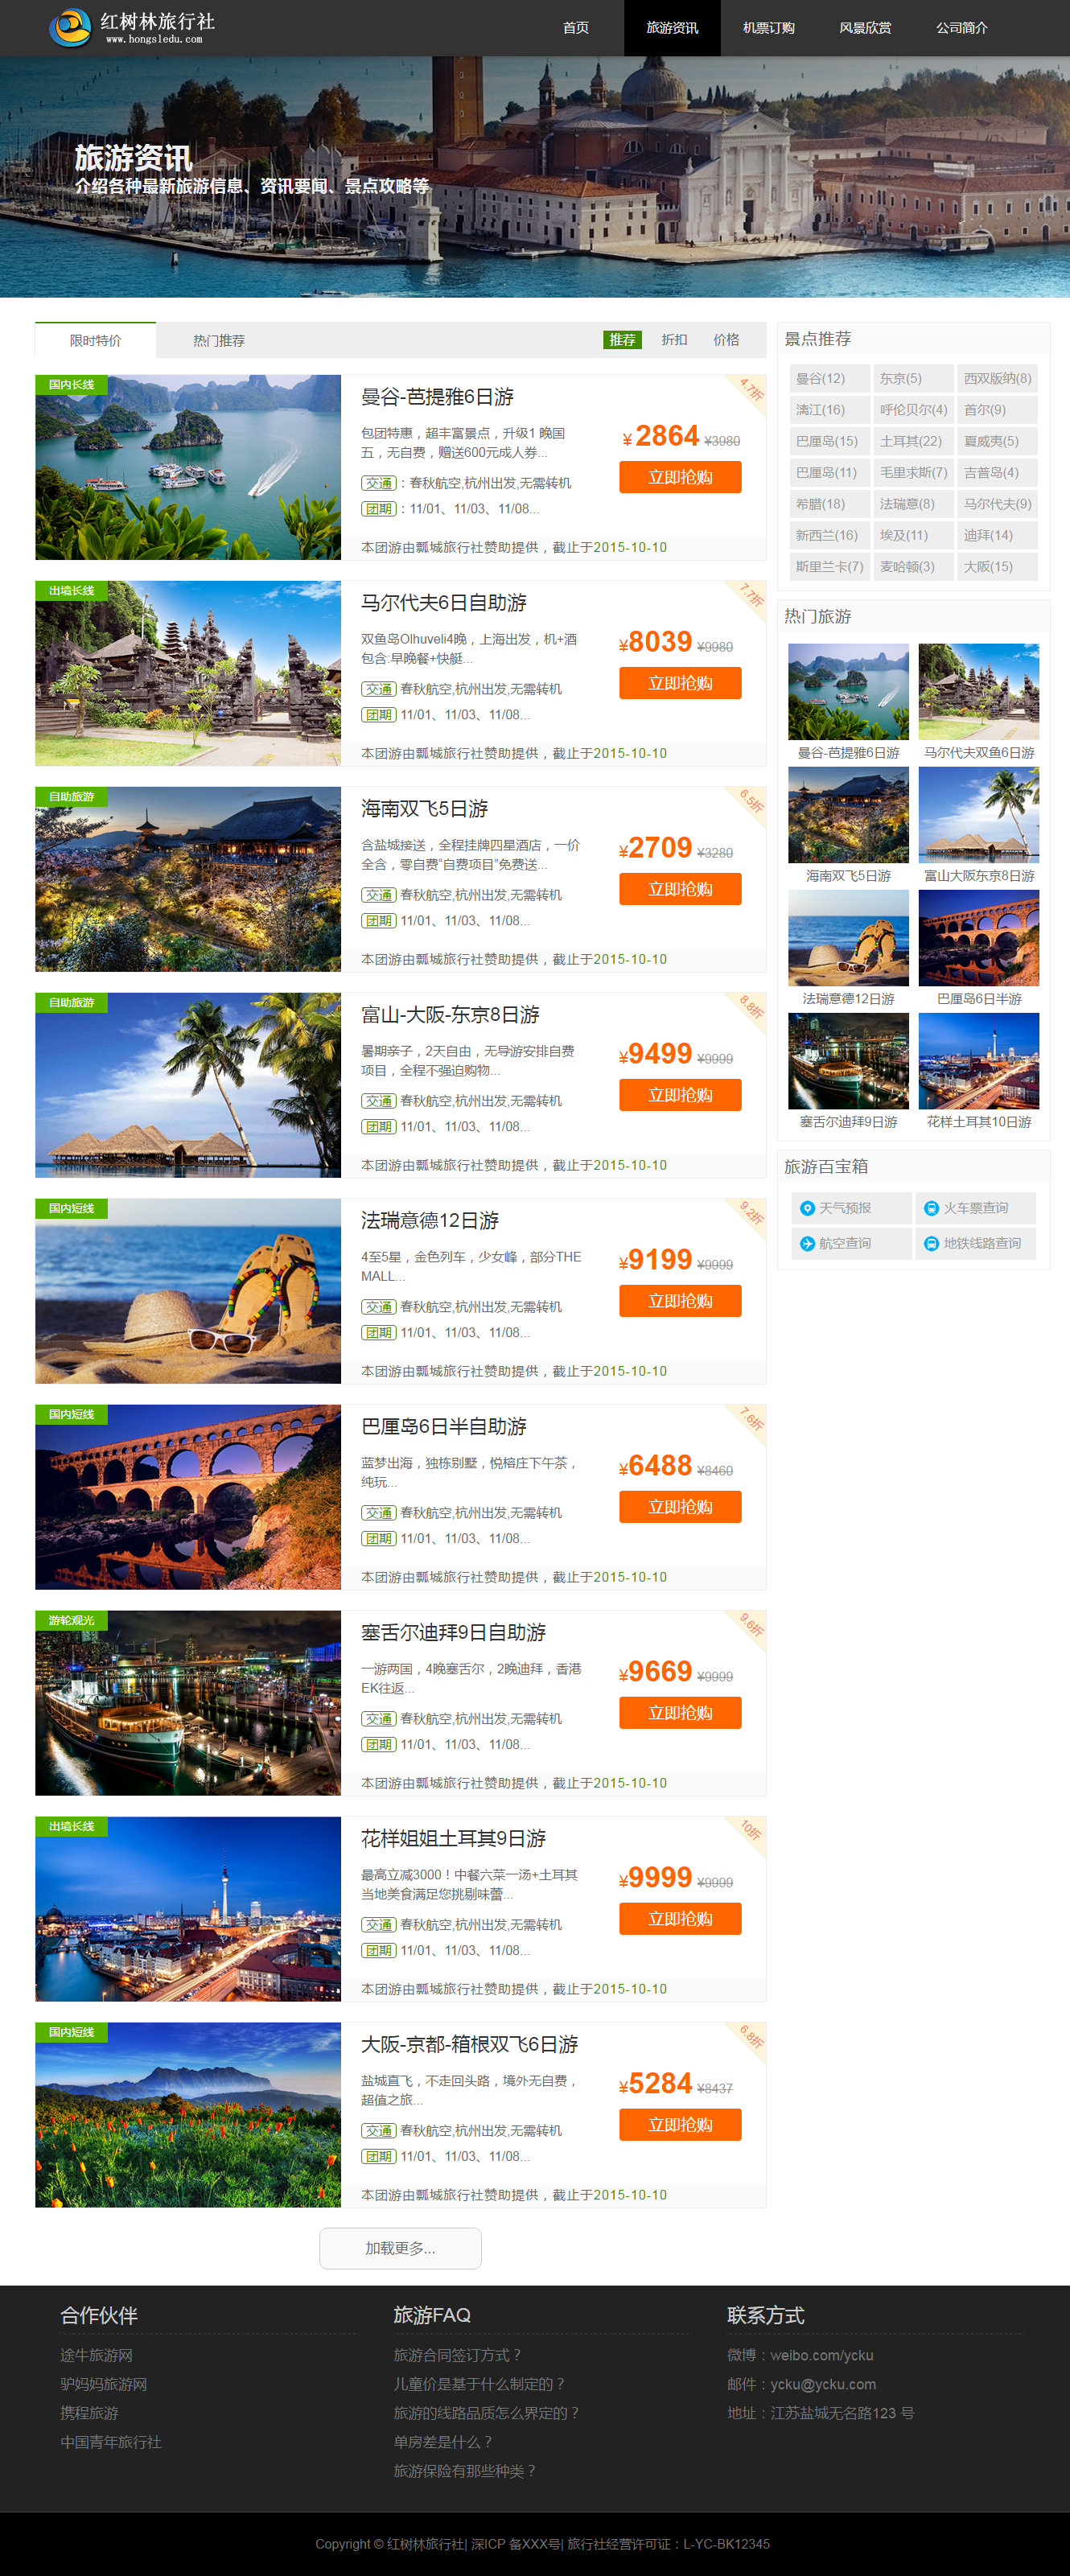 红树林旅行社
www.hongsledu.com
首页
旅游资讯
机票订购
风景欣赏
公司简介
旅游资讯
介绍各种最新旅游信息、资讯要闻、景点攻略等
限时特价
热门推荐
推荐
折扣
价格
国内长线
曼谷-芭提雅6日游
4.7折
包团特惠，超丰富景点，升级1 晚国
五，无自费，赠送600元成人券...
¥ 2864 ¥3980
立即抢购
交通：春秋航空,杭州出发,无需转机
团期：11/01、11/03、11/08...
本团游由瓢城旅行社赞助提供，截止于2015-10-10
出境长线
马尔代夫6日自助游
7.7折
双鱼岛Olhuveli4晚，上海出发，机+酒
包含:早晚餐+快艇...
¥8039 ¥9980
立即抢购
交通 春秋航空,杭州出发,无需转机
团期 11/01、11/03、11/08...
本团游由瓢城旅行社赞助提供，截止于2015-10-10
自助旅游
海南双飞5日游
6.5折
含盐城接送，全程挂牌四星酒店，一价
全含，零自费“自费项目”免费送...
¥2709 ¥3280
立即抢购
交通 春秋航空,杭州出发,无需转机
团期 11/01、11/03、11/08...
本团游由瓢城旅行社赞助提供，截止于2015-10-10
自助旅游
富山-大阪-东京8日游
8.8折
暑期亲子，2天自由，无导游安排自费
项目，全程不强迫购物...
¥9499 ¥9999
立即抢购
交通 春秋航空,杭州出发,无需转机
团期 11/01、11/03、11/08...
本团游由瓢城旅行社赞助提供，截止于2015-10-10
国内短线
法瑞意德12日游
9.2折
4至5星，金色列车，少女峰，部分THE
MALL...
¥9199 ¥9999
立即抢购
交通 春秋航空,杭州出发,无需转机
团期 11/01、11/03、11/08...
本团游由瓢城旅行社赞助提供，截止于2015-10-10
国内短线
巴厘岛6日半自助游
7.6折
蓝梦出海，独栋别墅，悦榕庄下午茶，
纯玩...
¥6488 ¥8460
立即抢购
交通 春秋航空,杭州出发,无需转机
团期 11/01、11/03、11/08...
本团游由瓢城旅行社赞助提供，截止于2015-10-10
游轮观光
塞舌尔迪拜9日自助游
9.6折
一游两国，4晚塞舌尔，2晚迪拜，香港
EK往返...
¥9669 ¥9999
立即抢购
交通 春秋航空,杭州出发,无需转机
团期 11/01、11/03、11/08...
本团游由瓢城旅行社赞助提供，截止于2015-10-10
出境长线
花样姐姐土耳其9日游
10折
最高立减3000！中餐六菜一汤+土耳其
当地美食满足您挑剔味蕾...
¥9999 ¥9999
立即抢购
交通 春秋航空,杭州出发,无需转机
团期 11/01、11/03、11/08...
本团游由瓢城旅行社赞助提供，截止于2015-10-10
国内短线
大阪-京都-箱根双飞6日游
6.8折
盐城直飞，不走回头路，境外无自费，
超值之旅...
¥5284 ¥8437
立即抢购
交通 春秋航空,杭州出发,无需转机
团期 11/01、11/03、11/08...
本团游由瓢城旅行社赞助提供，截止于2015-10-10
加载更多...
景点推荐
曼谷(12) 东京(5) 西双版纳(8)
漓江(16) 呼伦贝尔(4) 首尔(9)
巴厘岛(15) 土耳其(22) 夏威夷(5)
巴厘岛(11) 毛里求斯(7) 吉普岛(4)
希腊(18) 法瑞意(8) 马尔代夫(9)
新西兰(16) 埃及(11) 迪拜(14)
斯里兰卡(7) 麦哈顿(3) 大阪(15)
热门旅游
曼谷-芭提雅6日游 马尔代夫双鱼6日游
海南双飞5日游 富山大阪东京8日游
法瑞意德12日游 巴厘岛6日半游
塞舌尔迪拜9日游 花样土耳其10日游
旅游百宝箱
天气预报 火车票查询
航空查询 地铁线路查询
合作伙伴
途牛旅游网
驴妈妈旅游网
携程旅游
中国青年旅行社
旅游FAQ
旅游合同签订方式？
儿童价是基于什么制定的？
旅游的线路品质怎么界定的？
单房差是什么？
旅游保险有那些种类？
联系方式
微博：weibo.com/ycku
邮件：ycku@ycku.com
地址：江苏盐城无名路123 号
Copyright © 红树林旅行社| 深ICP 备XXX号| 旅行社经营许可证：L-YC-BK12345